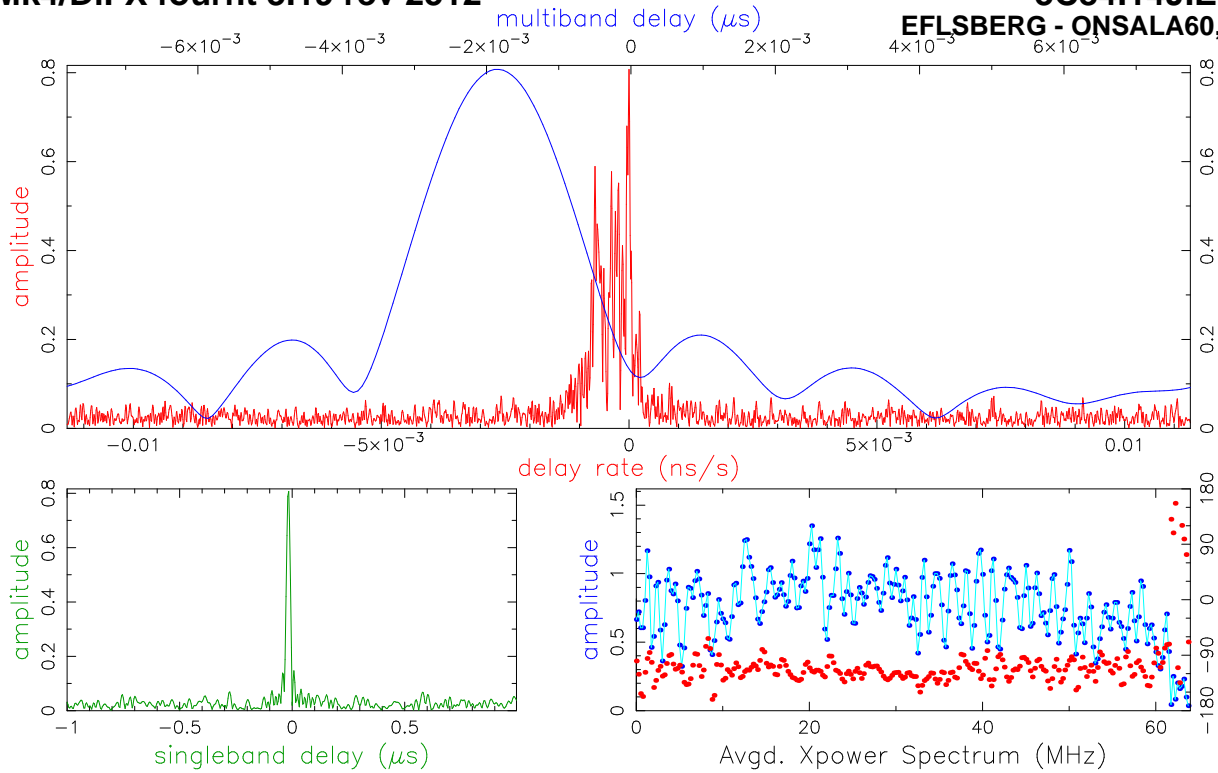 multiband delay (μs)
EFLSBERG - ONSALA60,
−6×10⁻³ −4×10⁻³ −2×10⁻³ 0 2×10⁻³ 4×10⁻³ 6×10⁻³
0.8 0.8
0.6 0.6
amplitude
0.4 0.4
0.2 0.2
0 0
−0.01 −5×10⁻³ 0 5×10⁻³ 0.01
delay rate (ns/s)
0.8
0.6
amplitude
0.4
0.2
0
−1 −0.5 0 0.5
singleband delay (μs)
1.5 180
90
amplitude
1 0
0.5 −90
0 −180
0 20 40 60
Avgd. Xpower Spectrum (MHz)